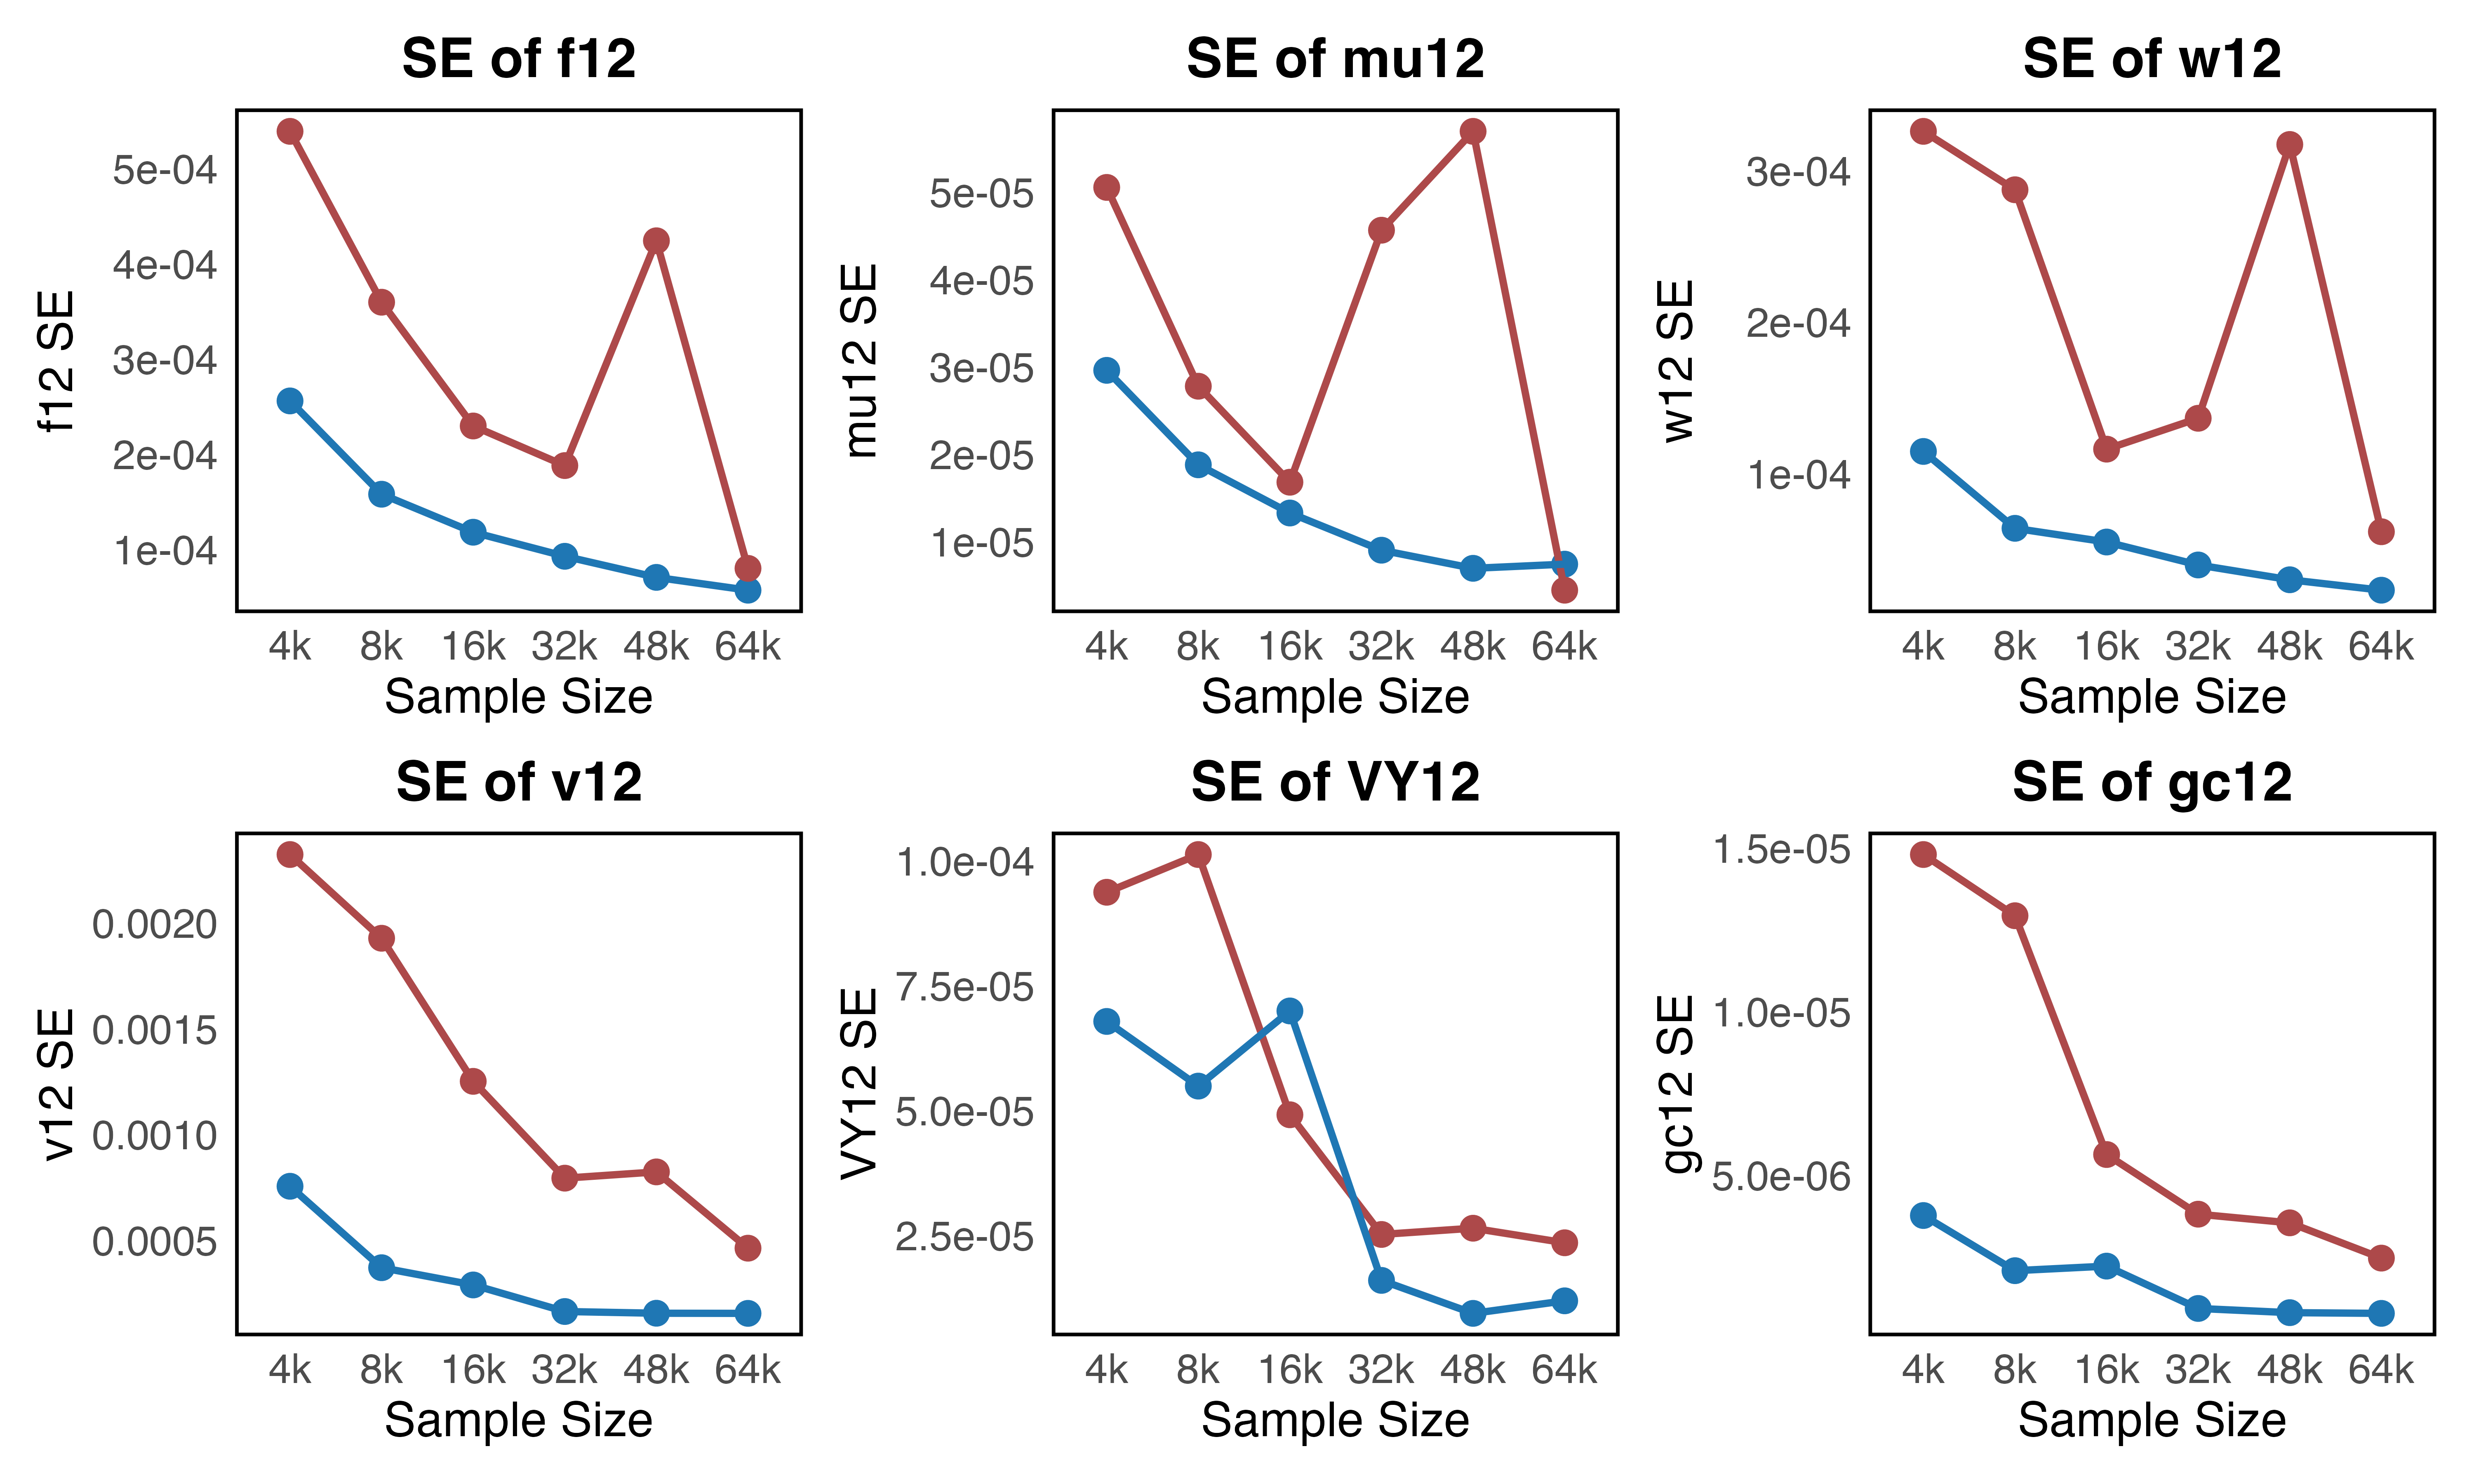 SE of f12
f12 SE
5e-04
4e-04
3e-04
2e-04
1e-04
4k 8k 16k 32k 48k 64k
Sample Size
SE of mu12
mu12 SE
5e-05
4e-05
3e-05
2e-05
1e-05
4k 8k 16k 32k 48k 64k
Sample Size
SE of w12
w12 SE
3e-04
2e-04
1e-04
4k 8k 16k 32k 48k 64k
Sample Size
SE of v12
v12 SE
0.0020
0.0015
0.0010
0.0005
4k 8k 16k 32k 48k 64k
Sample Size
SE of VY12
VY12 SE
1.0e-04
7.5e-05
5.0e-05
2.5e-05
4k 8k 16k 32k 48k 64k
Sample Size
SE of gc12
gc12 SE
1.5e-05
1.0e-05
5.0e-06
4k 8k 16k 32k 48k 64k
Sample Size